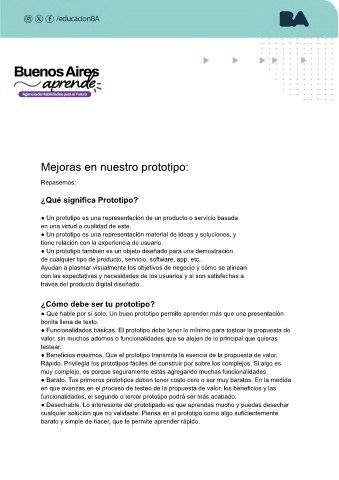 /educacionBA
BA
Buenos Aires
aprende
Agencia de Habilidades para el Futuro
Mejoras en nuestro prototipo:
Repasemos:
¿Qué significa Prototipo?
● Un prototipo es una representación de un producto o servicio basada
en una virtud o cualidad de este.
● Un prototipo es una representación material de ideas y soluciones, y
tiene relación con la experiencia de usuario.
● Un prototipo también es un objeto diseñado para una demostración
de cualquier tipo de producto, servicio, software, app, etc.
Ayudan a plasmar visualmente los objetivos de negocio y cómo se alinean
con las expectativas y necesidades de los usuarios y si son satisfechas a
través del producto digital diseñado.
¿Cómo debe ser tu prototipo?
● Que hable por sí solo. Un buen prototipo permite aprender más que una presentación
bonita llena de texto.
● Funcionalidades básicas. El prototipo debe tener lo mínimo para testear la propuesta de
valor, sin muchos adornos o funcionalidades que se alejen de lo principal que quieras
testear.
● Beneficios máximos. Que el prototipo transmita la esencia de la propuesta de valor.
Rápido. Privilegia los prototipos fáciles de construir por sobre los complejos. Si algo es
muy complejo, es porque seguramente estás agregando muchas funcionalidades.
● Barato. Tus primeros prototipos deben tener costo cero o ser muy baratos. En la medida
en que avanzas en el proceso de testeo de la propuesta de valor, los beneficios y las
funcionalidades, el segundo o tercer prototipo podrá ser más acabado.
● Desechable. Lo interesante del prototipado es que aprendas mucho y puedas desechar
cualquier solución que no validaste. Piensa en el prototipo como algo suficientemente
barato y simple de hacer, que te permite aprender rápido.